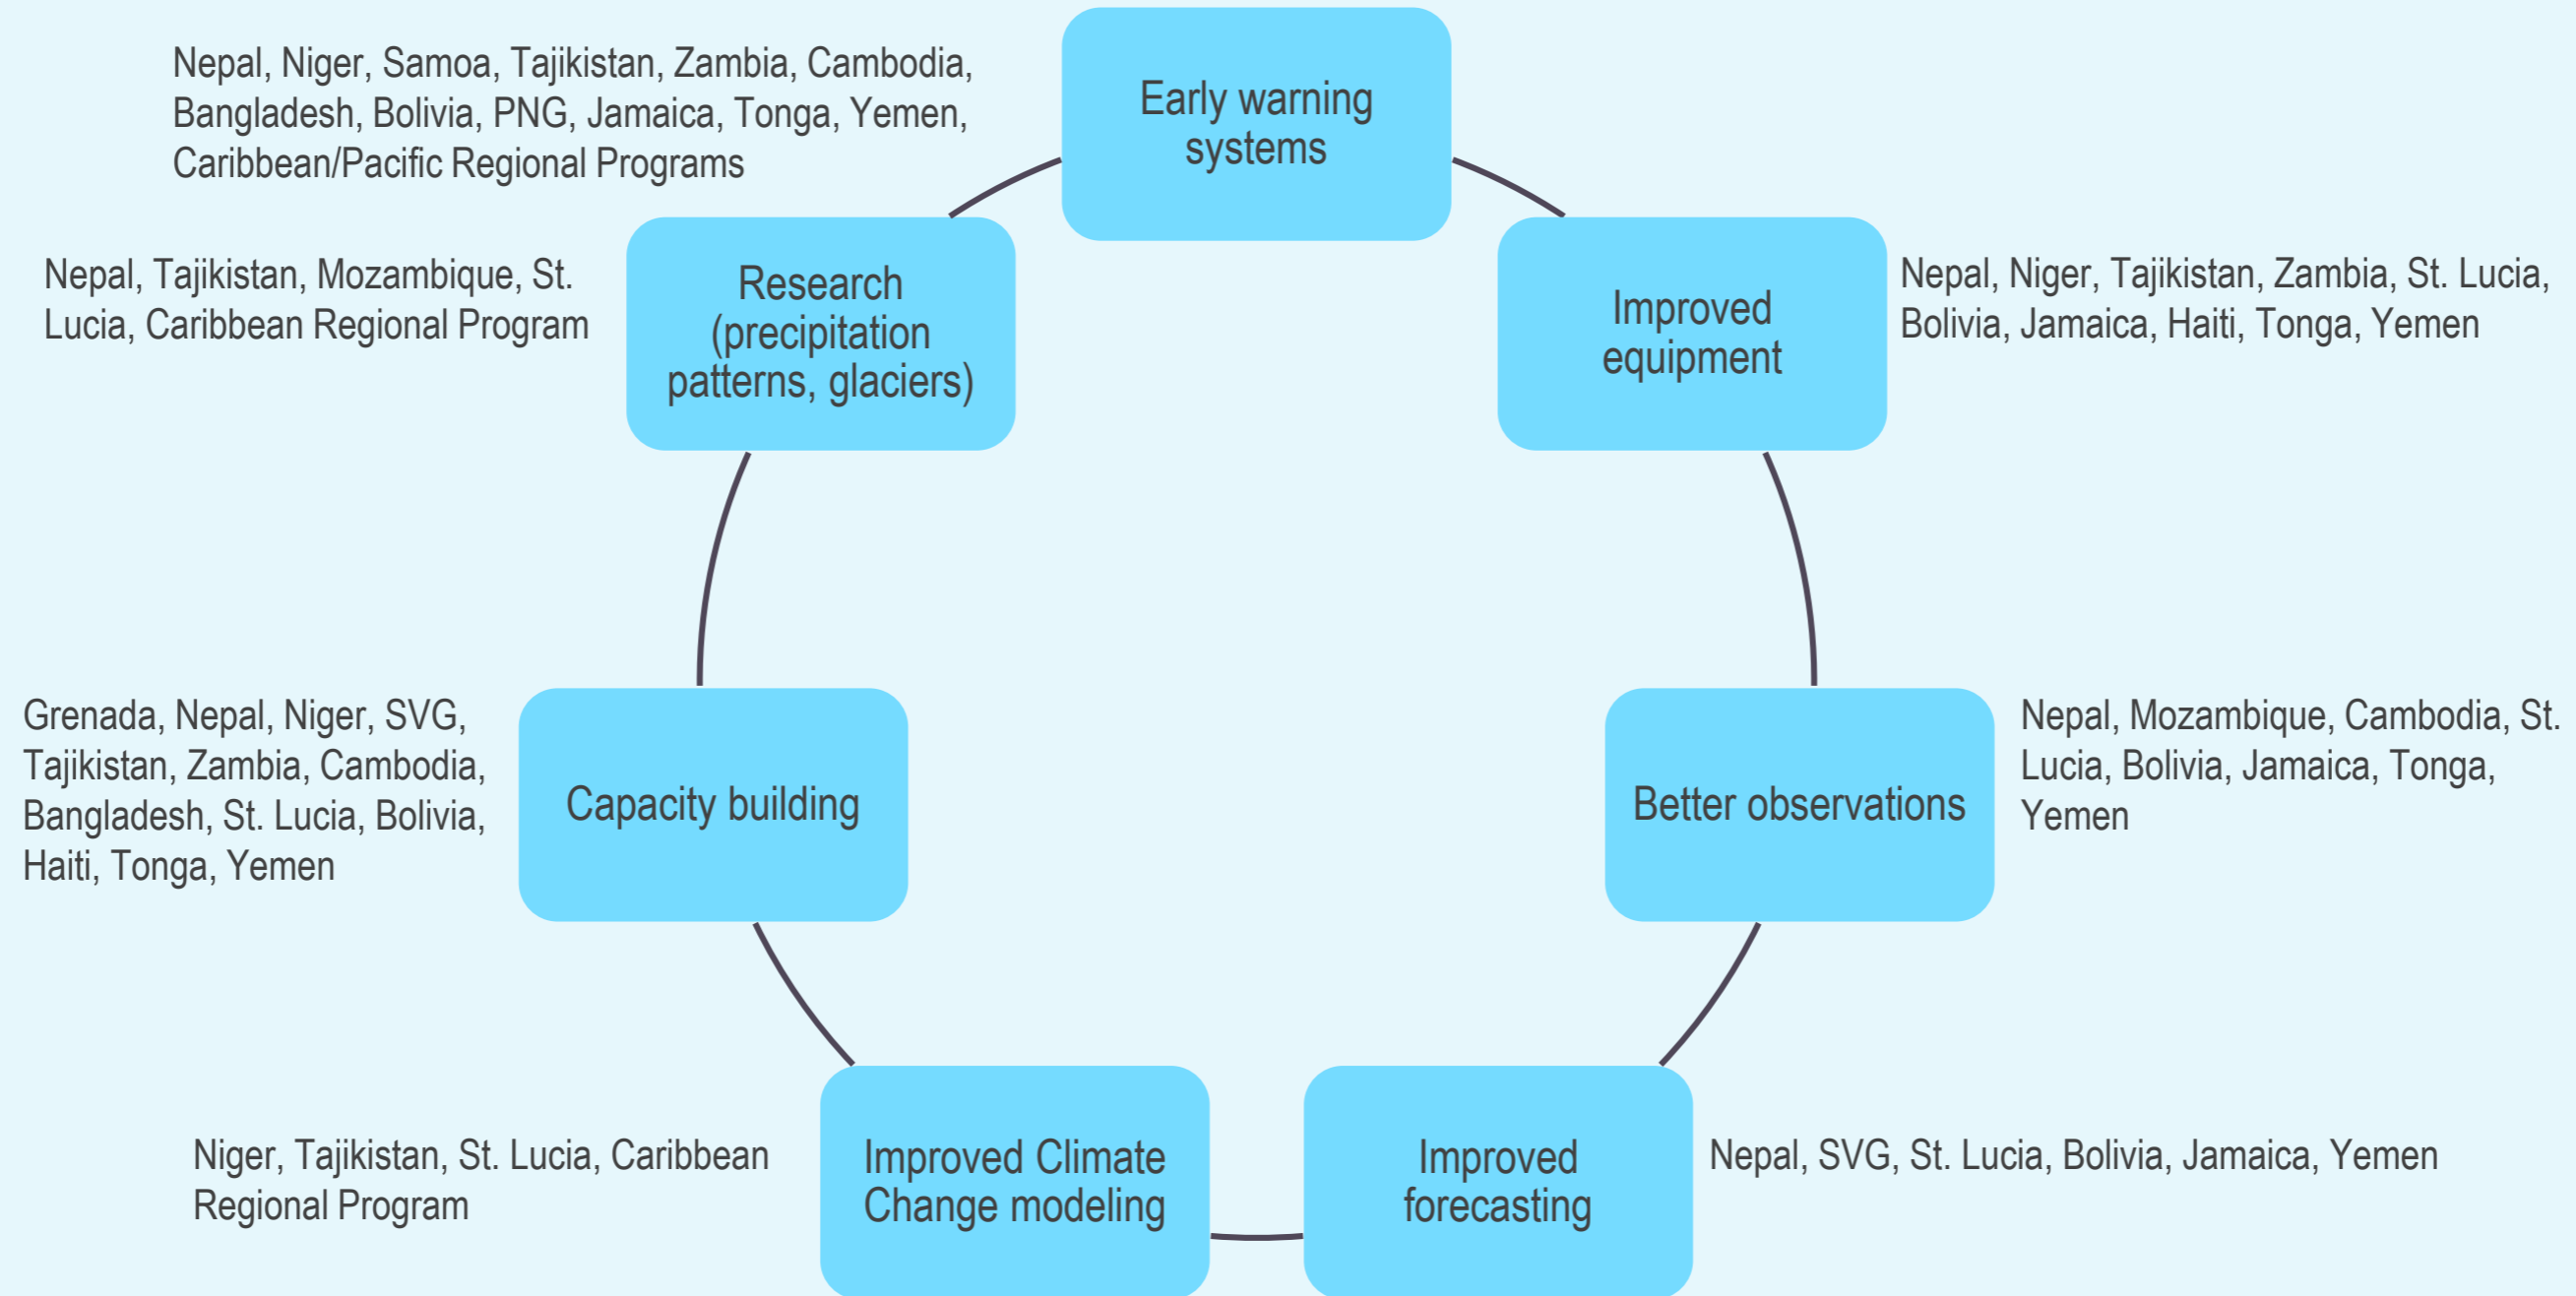 Nepal, Niger, Samoa, Tajikistan, Zambia, Cambodia,
Bangladesh, Bolivia, PNG, Jamaica, Tonga, Yemen,
Caribbean/Pacific Regional Programs
Early warning
systems
Nepal, Tajikistan, Mozambique, St.
Lucia, Caribbean Regional Program
Research
(precipitation
patterns, glaciers)
Improved
equipment
Nepal, Niger, Tajikistan, Zambia, St. Lucia,
Bolivia, Jamaica, Haiti, Tonga, Yemen
Grenada, Nepal, Niger, SVG,
Tajikistan, Zambia, Cambodia,
Bangladesh, St. Lucia, Bolivia,
Haiti, Tonga, Yemen
Capacity building
Better observations
Nepal, Mozambique, Cambodia, St.
Lucia, Bolivia, Jamaica, Tonga,
Yemen
Niger, Tajikistan, St. Lucia, Caribbean
Regional Program
Improved Climate
Change modeling
Improved
forecasting
Nepal, SVG, St. Lucia, Bolivia, Jamaica, Yemen